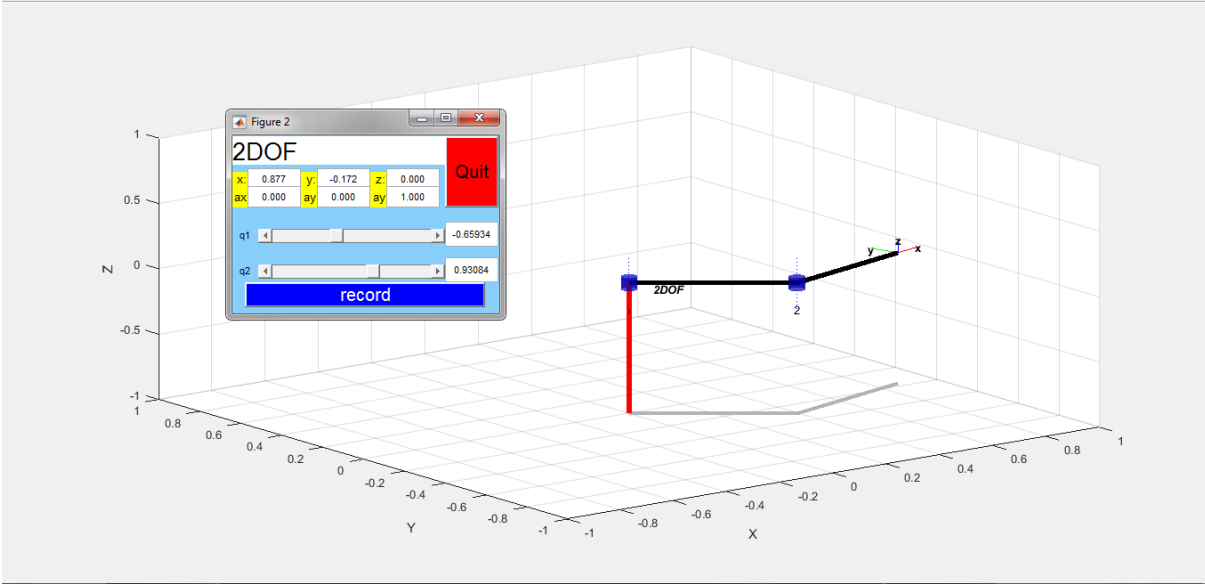 Figure 2
2DOF
Quit
x: 0.877 y: -0.172 z: 0.000
ax 0.000 ay 0.000 ay 1.000
q1 -0.65934
q2 0.93084
record
1
0.5
0
-0.5
-1
Z
1
0.8
0.6
0.4
0.2
0
-0.2
-0.4
-0.6
-0.8
-1
Y
-1
-0.8
-0.6
-0.4
-0.2
0
0.2
0.4
0.6
0.8
1
X
2DOF
2
y z x